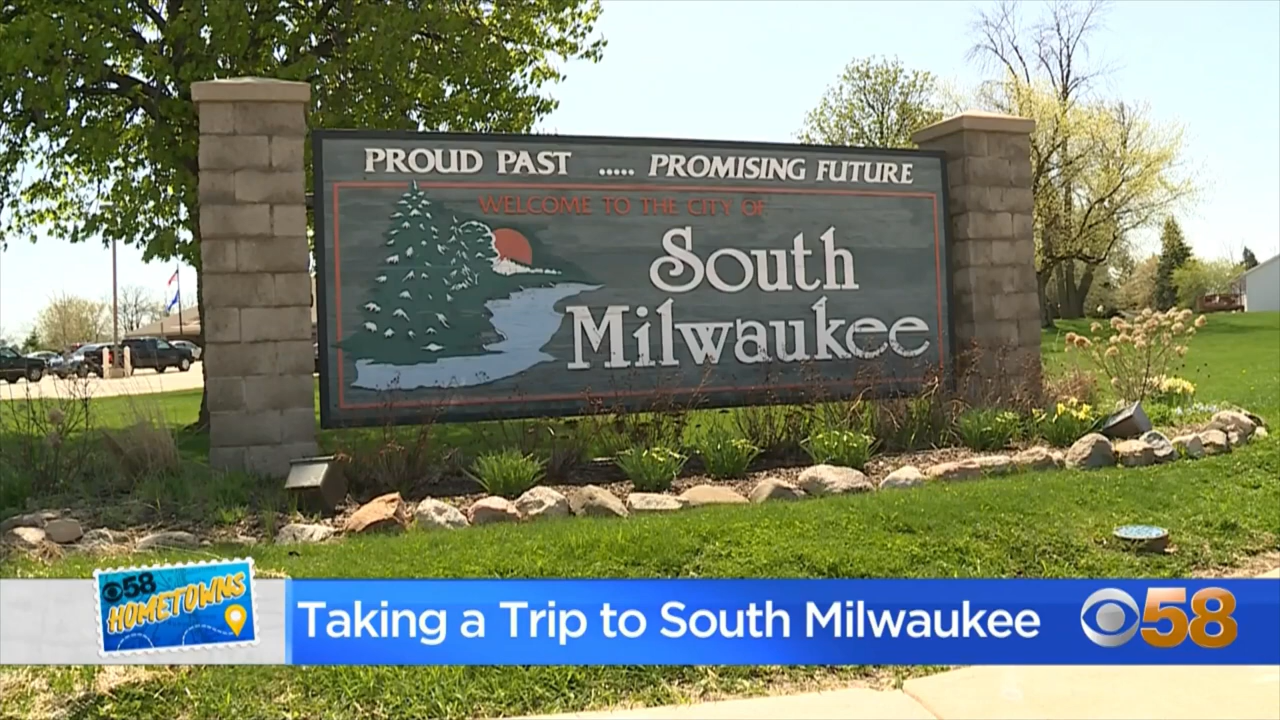 PROUD PAST ..... PROMISING FUTURE
WELCOME TO THE CITY OF
South
Milwaukee
58
HOMETOWNS
Taking a Trip to South Milwaukee
58